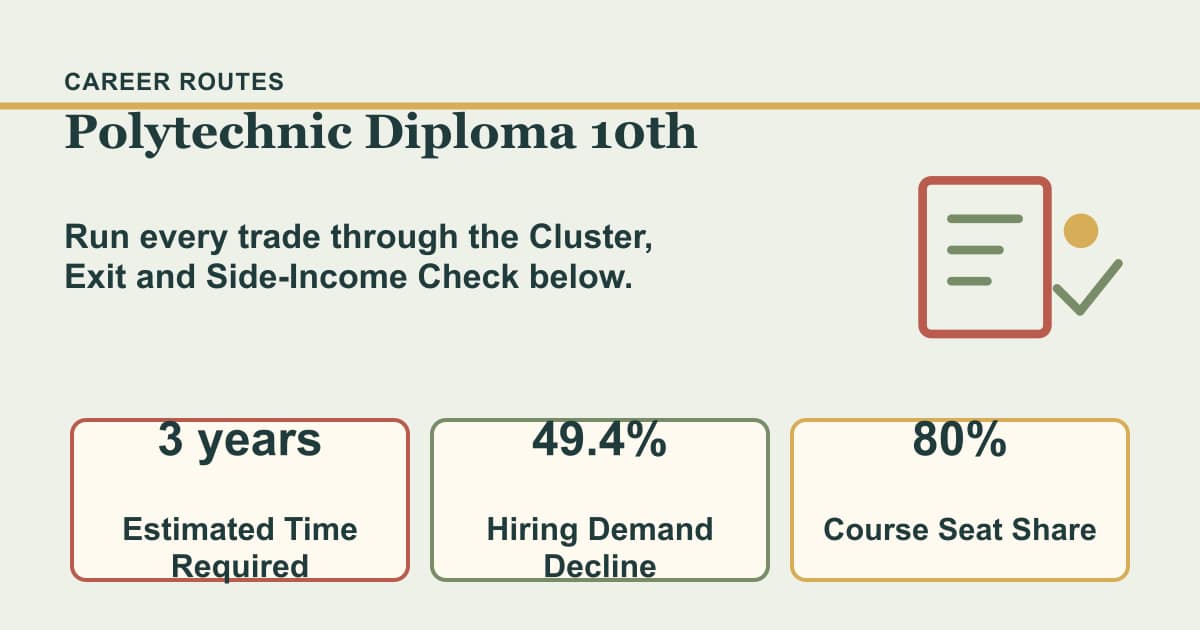 CAREER ROUTES
Polytechnic Diploma 10th
Run every trade through the Cluster,
Exit and Side-Income Check below.
3 years
Estimated Time
Required
49.4%
Hiring Demand
Decline
80%
Course Seat Share